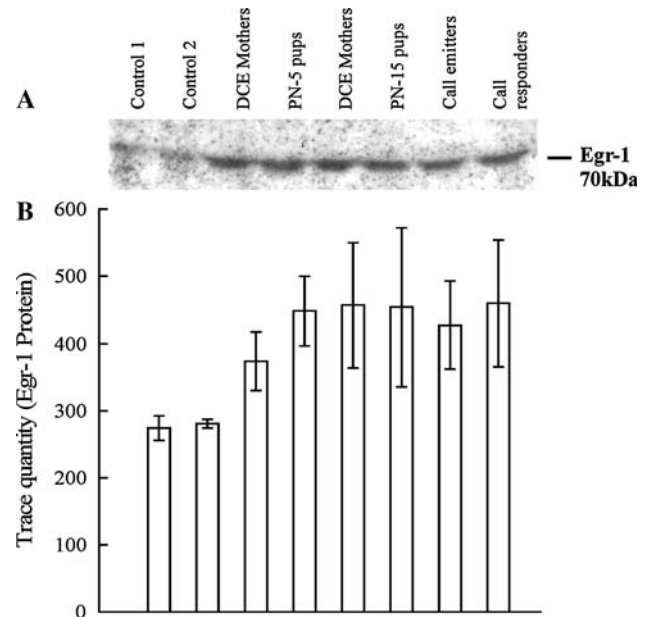 A
Control 1
Control 2
DCE Mothers
PN-5 pups
DCE Mothers
PN-15 pups
Call emitters
Call
responders
Egr-1
70kDa
B
Trace quantity (Egr-1 Protein)
600
500
400
300
200
100
0